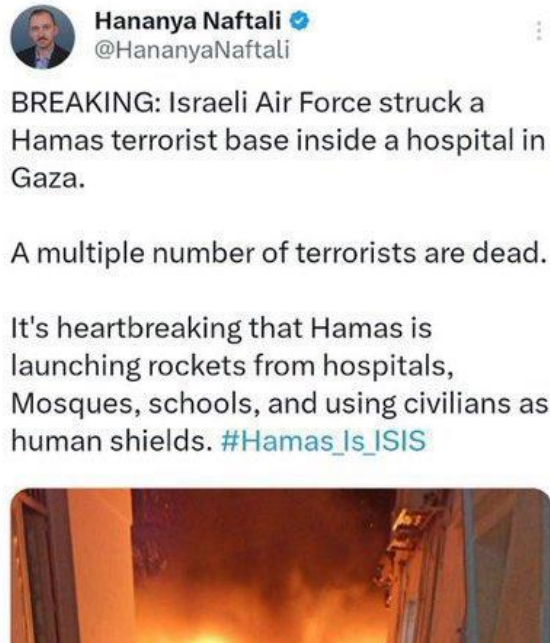 Hananya Naftali
@HananyaNaftali
BREAKING: Israeli Air Force struck a
Hamas terrorist base inside a hospital in
Gaza.
A multiple number of terrorists are dead.
It's heartbreaking that Hamas is
launching rockets from hospitals,
Mosques, schools, and using civilians as
human shields. #Hamas_Is_ISIS